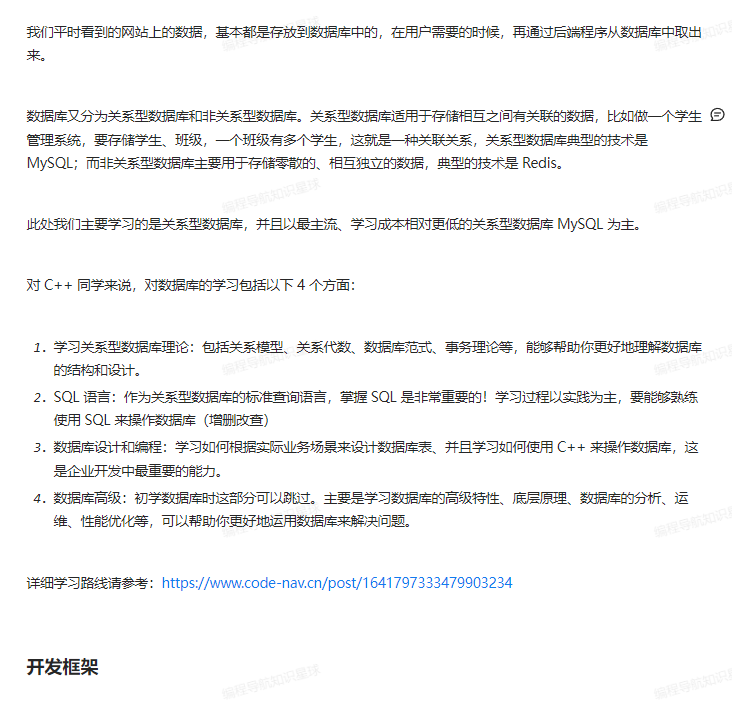 我们平时看到的网站上的数据，基本都是存放到数据库中的，在用户需要的时候，再通过后端程序从数据库中取出
来。
数据库又分为关系型数据库和非关系型数据库。关系型数据库适用于存储相互之间有关联的数据，比如做一个学生
管理系统，要存储学生、班级，一个班级有多个学生，这就是一种关联关系，关系型数据库典型的技术是
MySQL；而非关系型数据库主要用于存储零散的、相互独立的数据，典型的技术是 Redis。
此处我们主要学习的是关系型数据库，并且以最主流、学习成本相对更低的关系型数据库 MySQL 为主。
对 C++ 同学来说，对数据库的学习包括以下 4 个方面：
1. 学习关系型数据库理论：包括关系模型、关系代数、数据库范式、事务理论等，能够帮助你更好地理解数据库
的结构和设计。
2. SQL 语言：作为关系型数据库的标准查询语言，掌握 SQL 是非常重要的！学习过程以实践为主，要能够熟练
使用 SQL 来操作数据库（增删改查）
3. 数据库设计和编程：学习如何根据实际业务场景来设计数据库表、并且学习如何使用 C++ 来操作数据库，这
是企业开发中最重要的能力。
4. 数据库高级：初学数据库时这部分可以跳过。主要是学习数据库的高级特性、底层原理、数据库的分析、运
维、性能优化等，可以帮助你更好地运用数据库来解决问题。
详细学习路线请参考：https://www.code-nav.cn/post/1641797333479903234
开发框架
编程导航知识星球